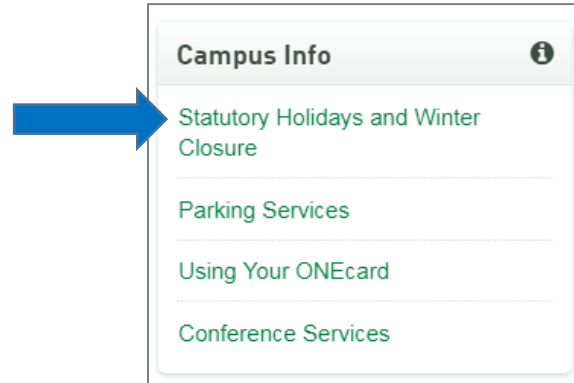 Campus Info
Statutory Holidays and Winter
Closure
Parking Services
Using Your ONEcard
Conference Services